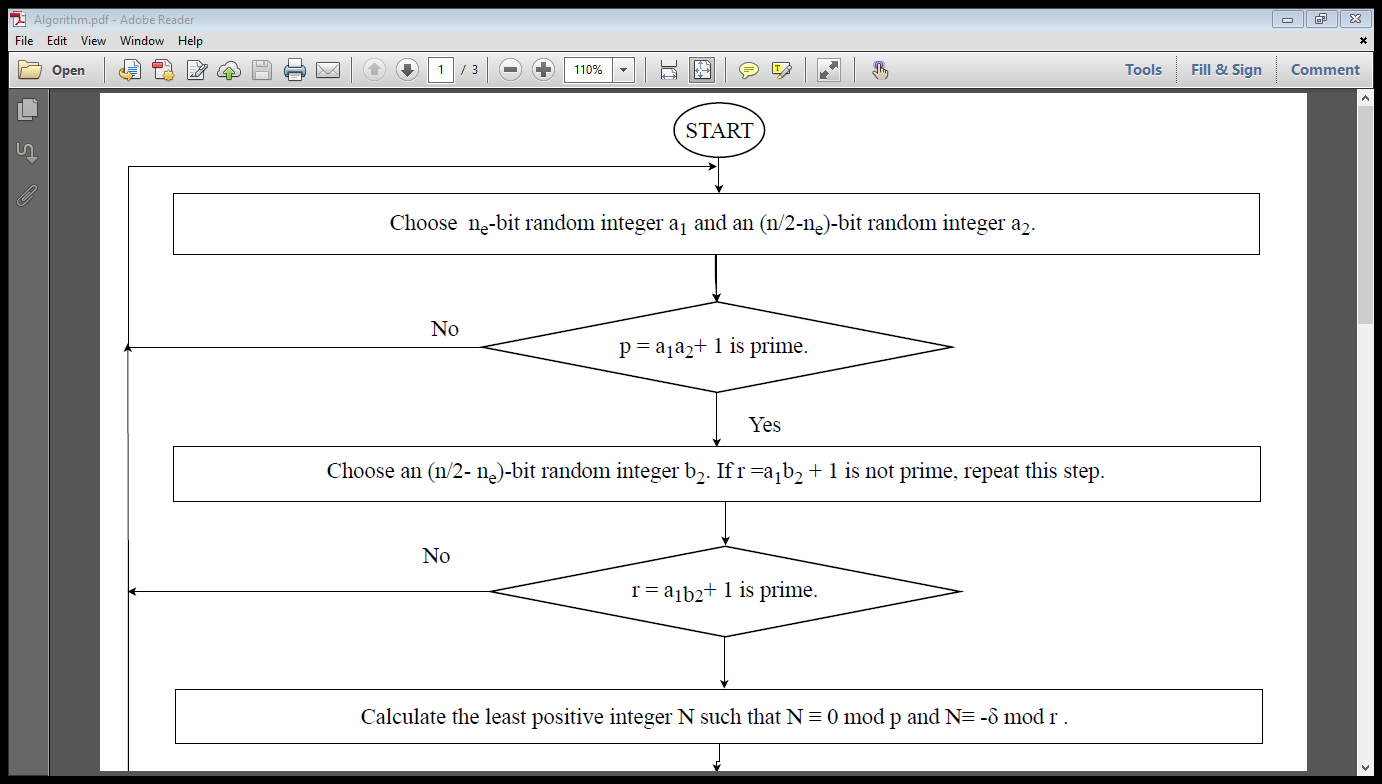 Algorithm.pdf - Adobe Reader
File Edit View Window Help
Open 1 / 3 110% Tools Fill & Sign Comment
START
Choose nₑ-bit random integer a₁ and an (n/2-nₑ)-bit random integer a₂.
No
p = a₁a₂+ 1 is prime.
Yes
Choose an (n/2- nₑ)-bit random integer b₂. If r =a₁b₂ + 1 is not prime, repeat this step.
No
r = a₁b₂+ 1 is prime.
Calculate the least positive integer N such that N ≡ 0 mod p and N≡ -δ mod r .